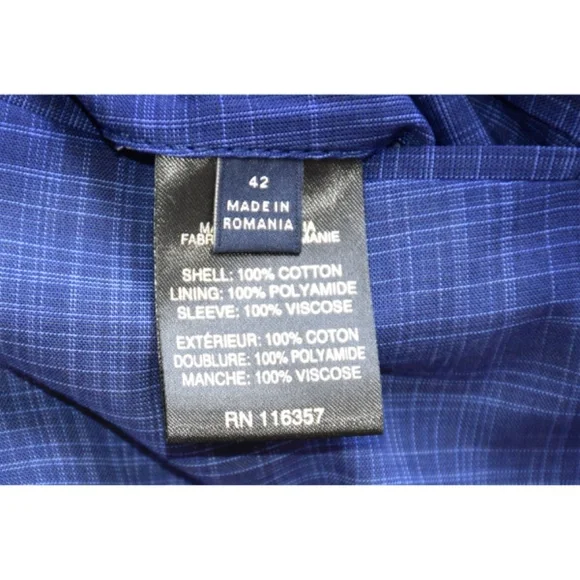 42
MADE IN
ROMANIA
SHELL: 100% COTTON
LINING: 100% POLYAMIDE
SLEEVE: 100% VISCOSE
EXTÉRIEUR: 100% COTON
DOUBLURE: 100% POLYAMIDE
MANCHE: 100% VISCOSE
RN 116357